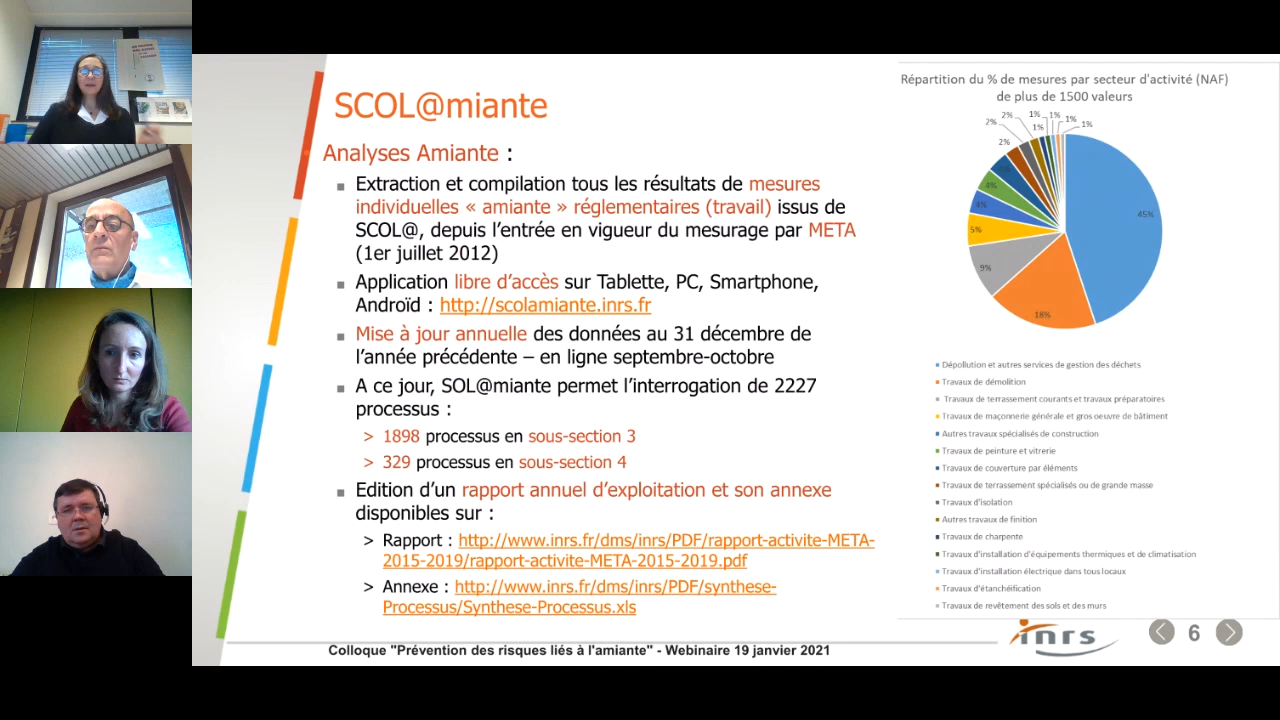 SCOL@miante
Analyses Amiante :
Extraction et compilation tous les résultats de mesures
individuelles « amiante » réglementaires (travail) issus de
SCOL@, depuis l'entrée en vigueur du mesurage par META
(1er juillet 2012)
Application libre d'accès sur Tablette, PC, Smartphone,
Androïd : http://scolamiante.inrs.fr
Mise à jour annuelle des données au 31 décembre de
l'année précédente – en ligne septembre-octobre
A ce jour, SOL@miante permet l'interrogation de 2227
processus :
> 1898 processus en sous-section 3
> 329 processus en sous-section 4
Edition d'un rapport annuel d'exploitation et son annexe
disponibles sur :
> Rapport : http://www.inrs.fr/dms/inrs/PDF/rapport-activite-META-
2015-2019/rapport-activite-META-2015-2019.pdf
> Annexe : http://www.inrs.fr/dms/inrs/PDF/synthese-
Processus/Synthese-Processus.xls
Répartition du % de mesures par secteur d'activité (NAF)
de plus de 1500 valeurs
2%
2%
2%
1%
1%
1%
1%
1%
4%
4%
5%
9%
18%
45%
Dépollution et autres services de gestion des déchets
Travaux de démolition
Travaux de terrassement courants et travaux préparatoires
Travaux de maçonnerie générale et gros oeuvre de bâtiment
Autres travaux spécialisés de construction
Travaux de peinture et vitrerie
Travaux de couverture par éléments
Travaux de terrassement spécialisés ou de grande masse
Travaux d'isolation
Autres travaux de finition
Travaux de charpente
Travaux d'installation d'équipements thermiques et de climatisation
Travaux d'installation électrique dans tous locaux
Travaux d'étanchéification
Travaux de revêtement des sols et des murs
inrs
6
Colloque "Prévention des risques liés à l'amiante" - Webinaire 19 janvier 2021